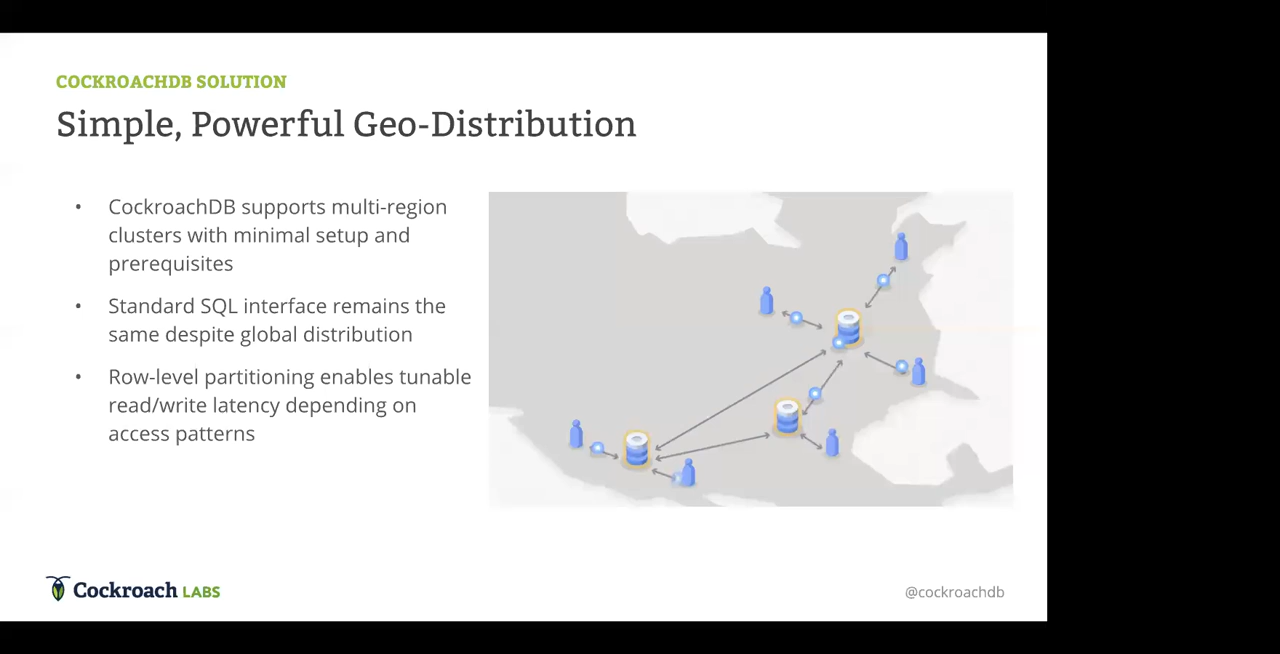 COCKROACHDB SOLUTION
Simple, Powerful Geo-Distribution
• CockroachDB supports multi-region
clusters with minimal setup and
prerequisites
• Standard SQL interface remains the
same despite global distribution
• Row-level partitioning enables tunable
read/write latency depending on
access patterns
Cockroach LABS
@cockroachdb